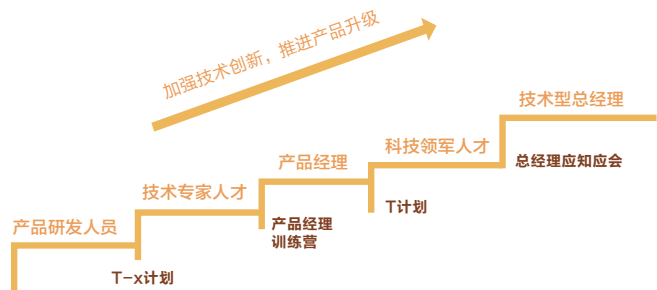 加强技术创新，推进产品升级
技术型总经理
科技领军人才
总经理应知应会
产品经理
技术专家人才
T计划
产品研发人员
产品经理
训练营
T-x计划